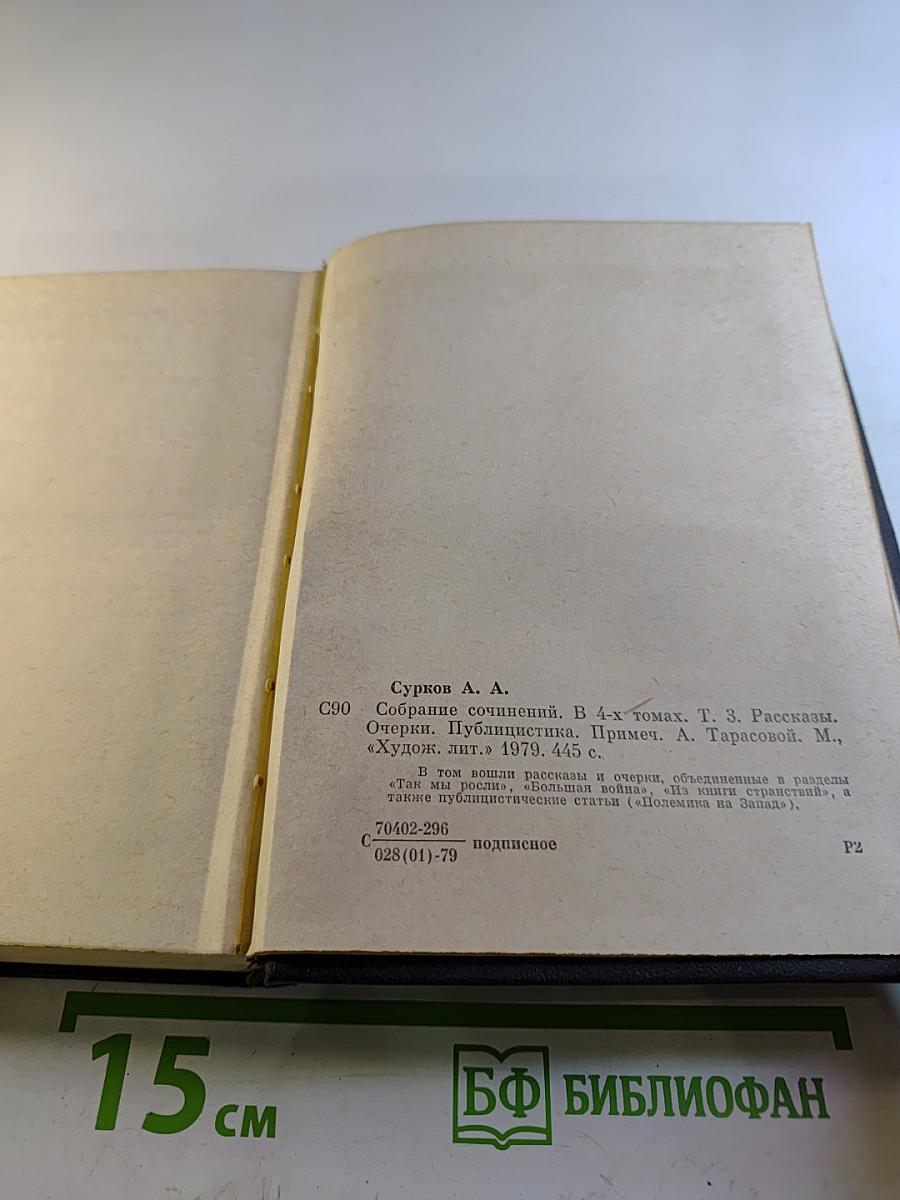 Сурков А. А.
С90 Собрание сочинений. В 4-х томах. Т. 3. Рассказы.
Очерки. Публицистика. Примеч. А. Тарасовой. М.,
«Худож. лит.» 1979. 445 с.
В том вошли рассказы и очерки, объединенные в разделы
«Так мы росли», «Большая война», «Из книги странствий», а
также публицистические статьи («Полемика на Запад»),
С 70402-296
028(01)-79 подписное Р2
15 см
БФ БИБЛИОФАН